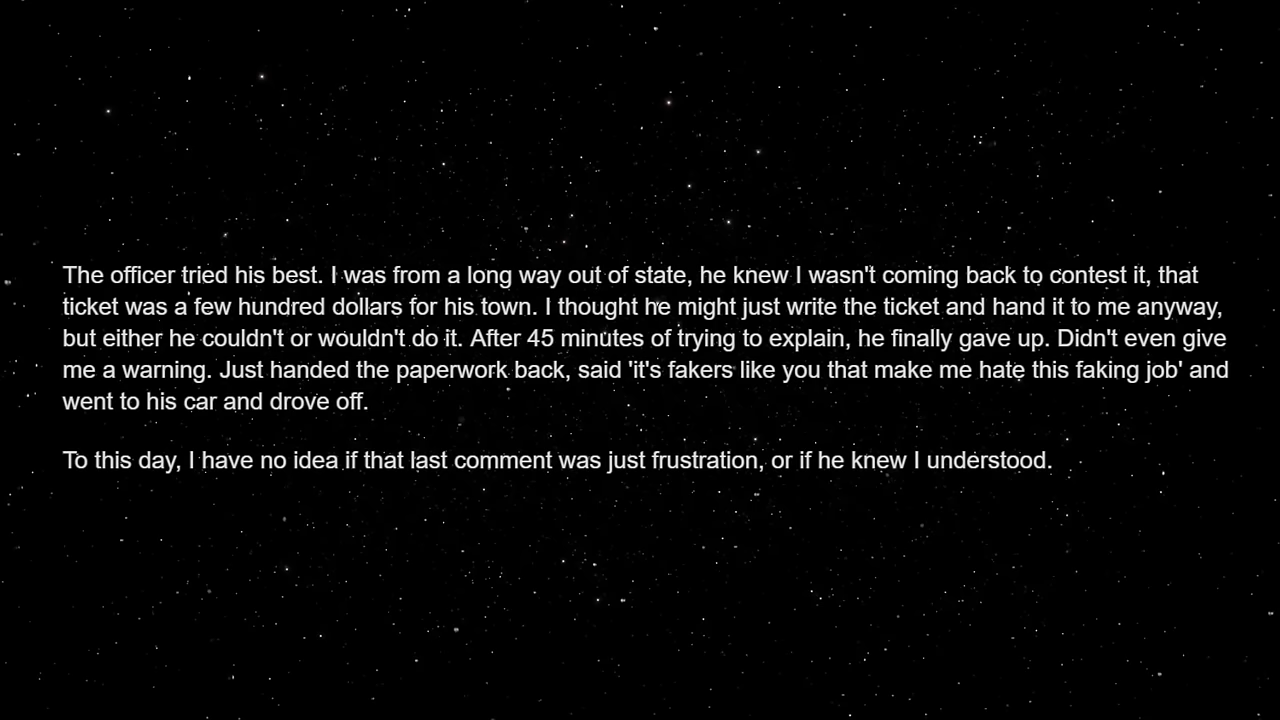 The officer tried his best. I was from a long way out of state, he knew I wasn't coming back to contest it, that
ticket was a few hundred dollars for his town. I thought he might just write the ticket and hand it to me anyway,
but either he couldn't or wouldn't do it. After 45 minutes of trying to explain, he finally gave up. Didn't even give
me a warning. Just handed the paperwork back, said 'it's fakers like you that make me hate this faking job' and
went to his car and drove off.
To this day, I have no idea if that last comment was just frustration, or if he knew I understood.